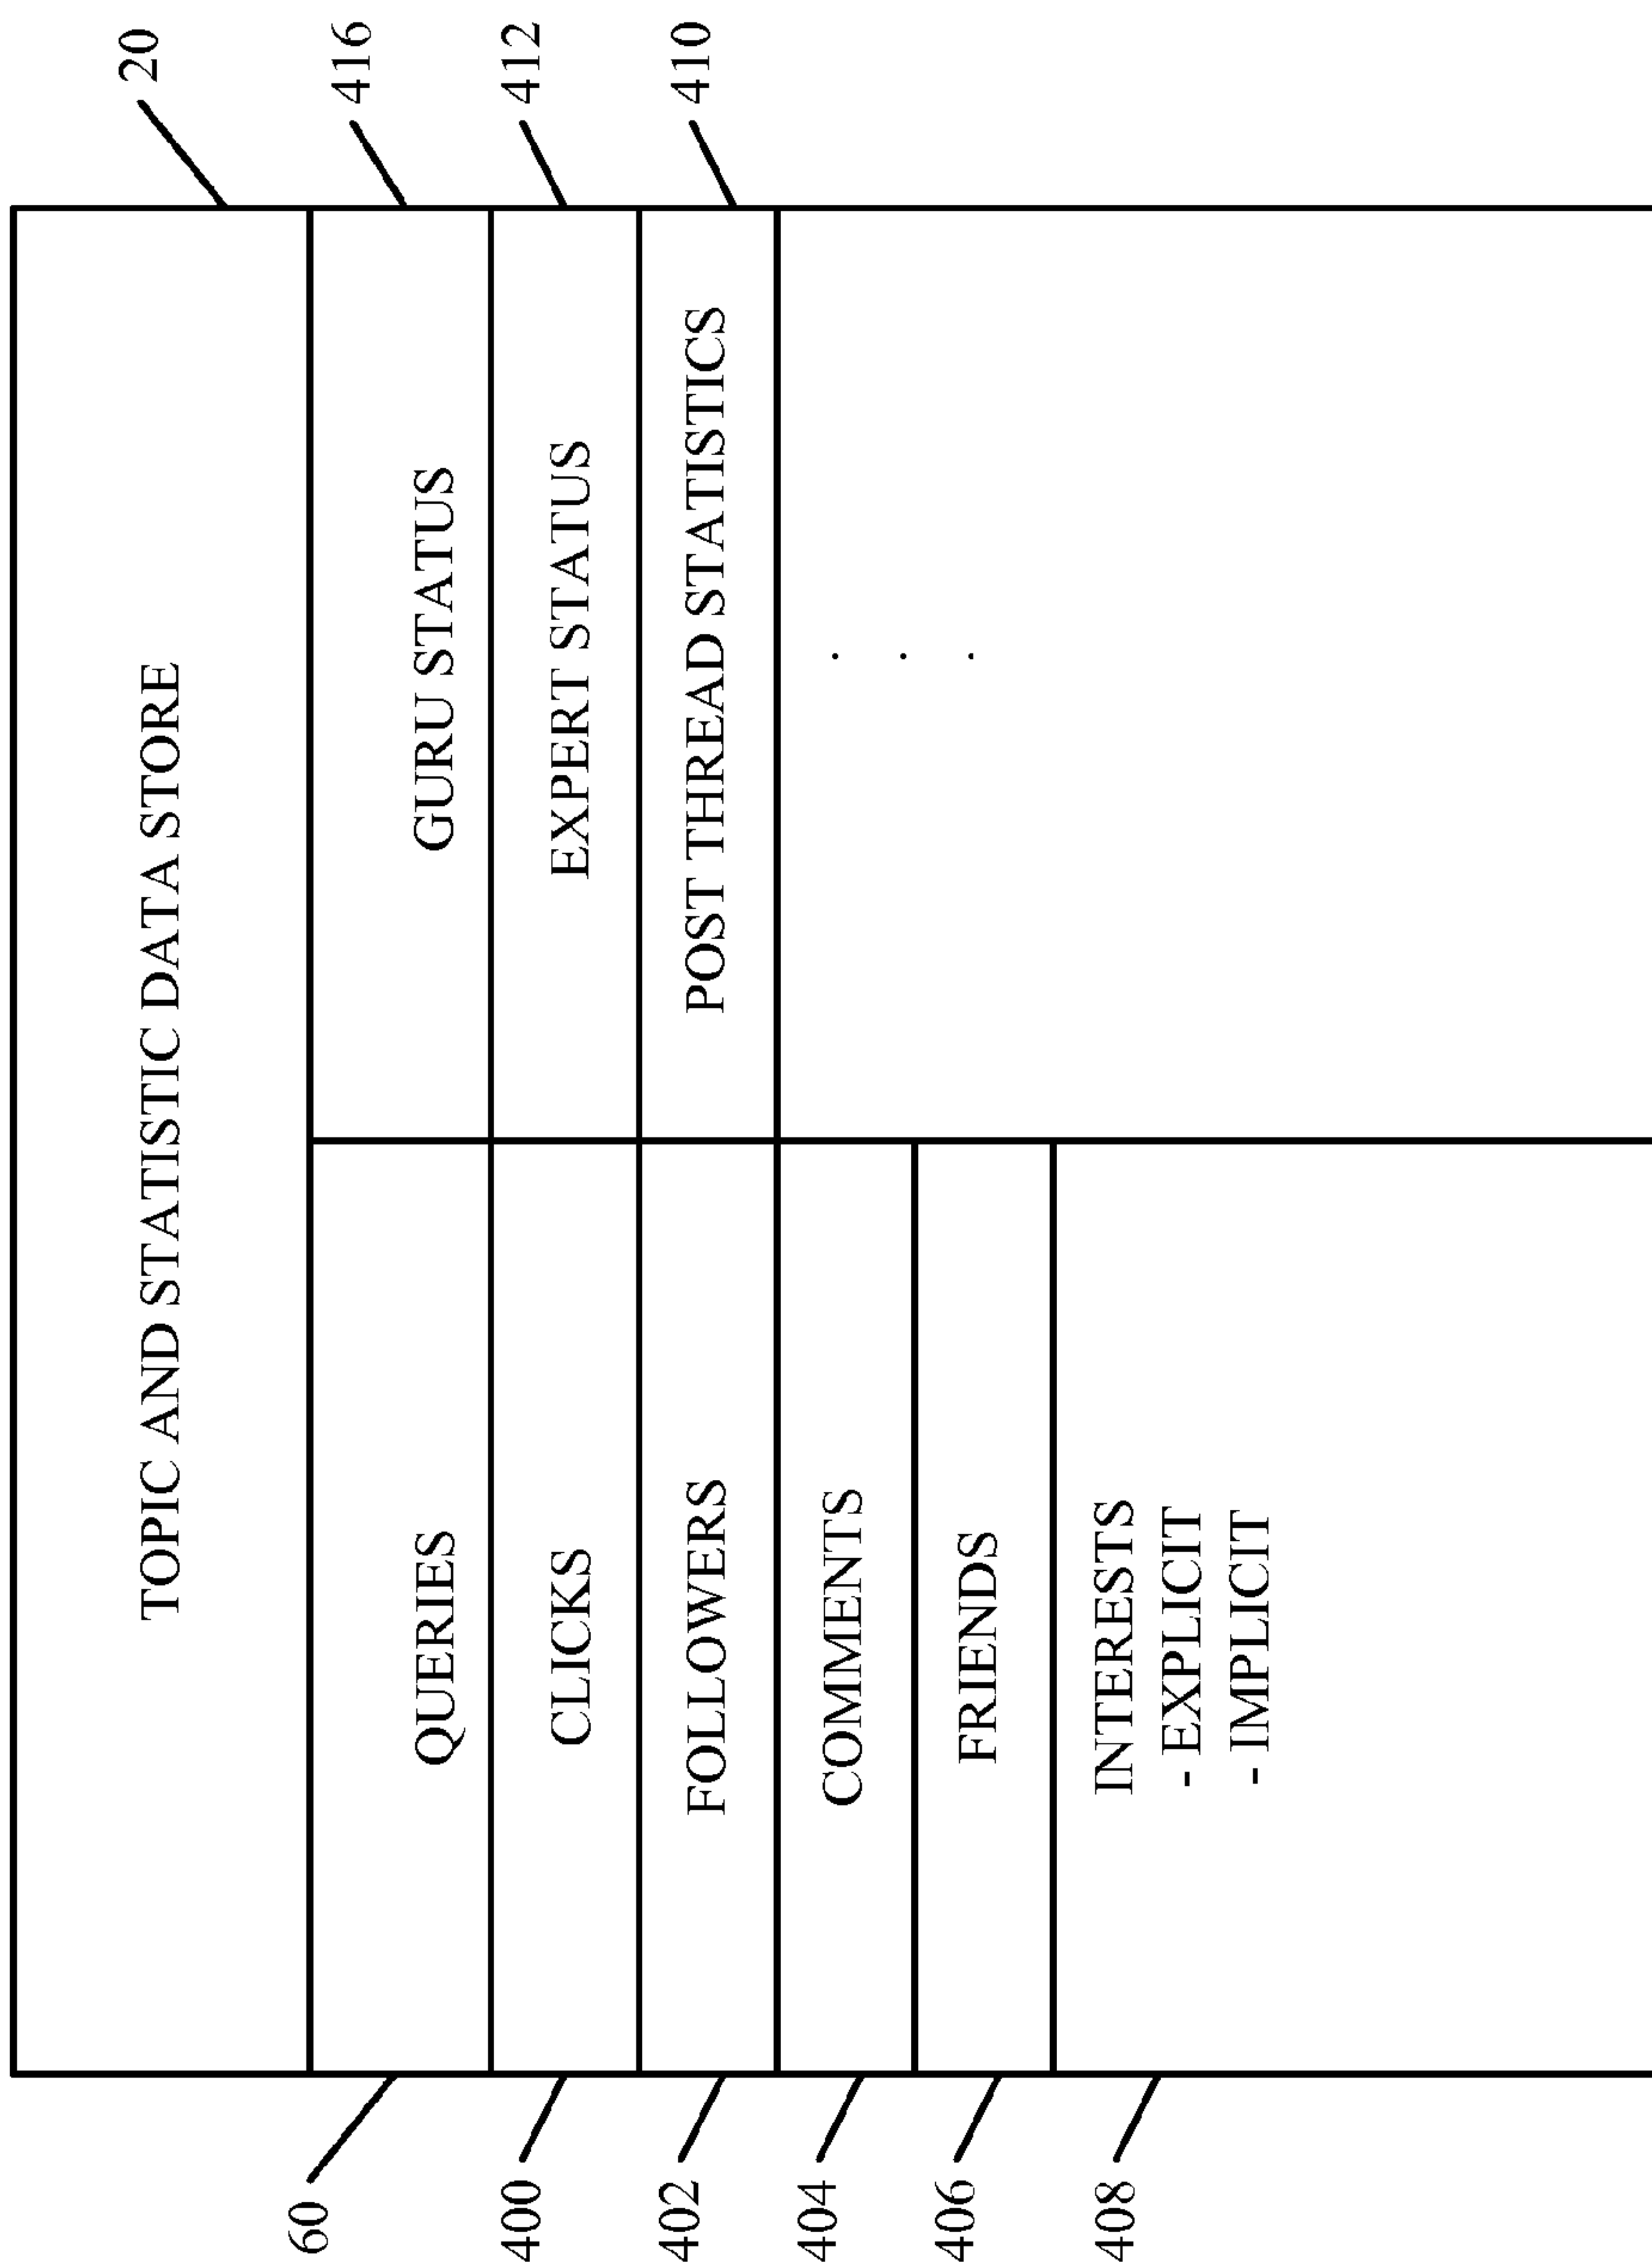 TOPIC AND STATISTIC DATA STORE
20
60
QUERIES
GURU STATUS
416
400
CLICKS
EXPERT STATUS
412
402
FOLLOWERS
POST THREAD STATISTICS
410
404
COMMENTS
.
.
.
406
FRIENDS
408
INTERESTS
- EXPLICIT
- IMPLICIT